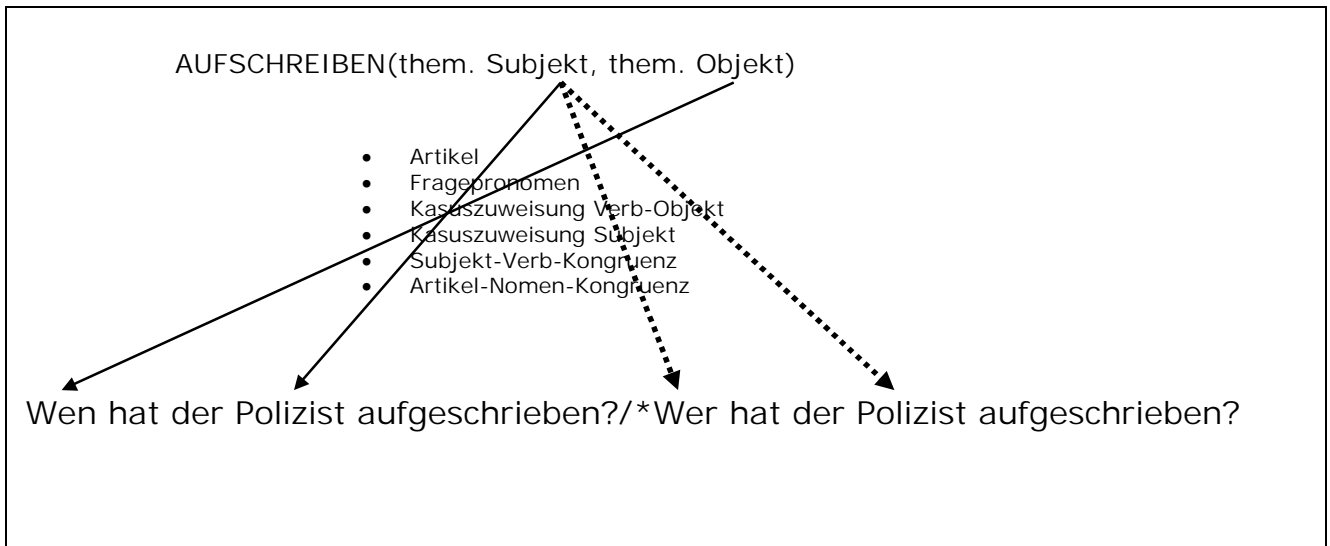 AUFSCHREIBEN(them. Subjekt, them. Objekt)
• Artikel
• Fragepronomen
• Kasuszuweisung Verb-Objekt
• Kasuszuweisung Subjekt
• Subjekt-Verb-Kongruenz
• Artikel-Nomen-Kongruenz
Wen hat der Polizist aufgeschrieben?/*Wer hat der Polizist aufgeschrieben?